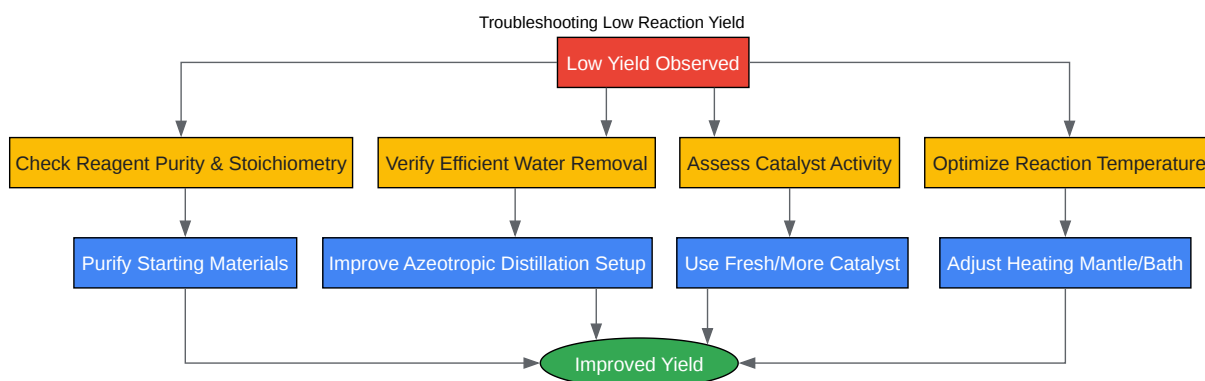 Troubleshooting Low Reaction Yield
Low Yield Observed
Check Reagent Purity & Stoichiometry
Verify Efficient Water Removal
Assess Catalyst Activity
Optimize Reaction Temperature
Purify Starting Materials
Improve Azeotropic Distillation Setup
Use Fresh/More Catalyst
Adjust Heating Mantle/Bath
Improved Yield